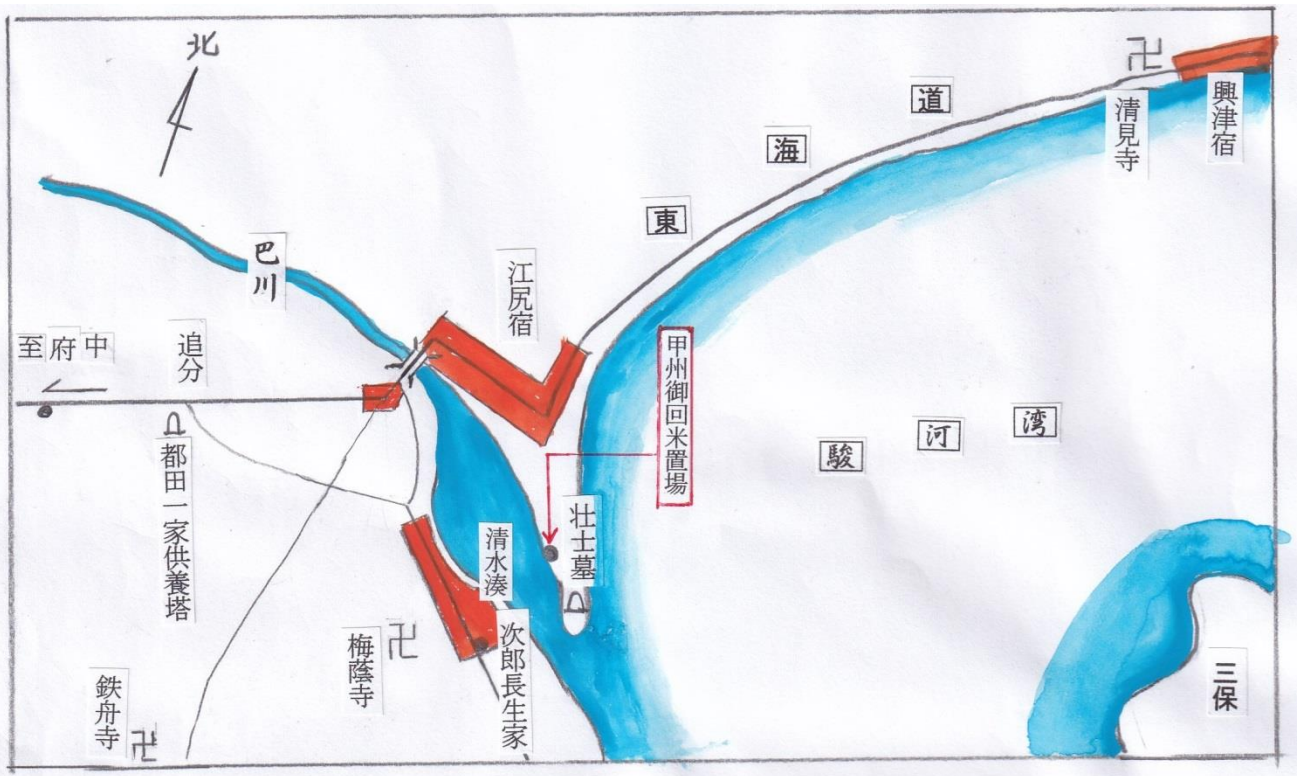 北
道
海
東
清見寺
興津宿
巴川
江尻宿
至府中
追分
甲州御回米置場
駿河湾
都田一家供養塔
清水湊
壮士墓
梅蔭寺
次郎長生家
鉄舟寺
三保